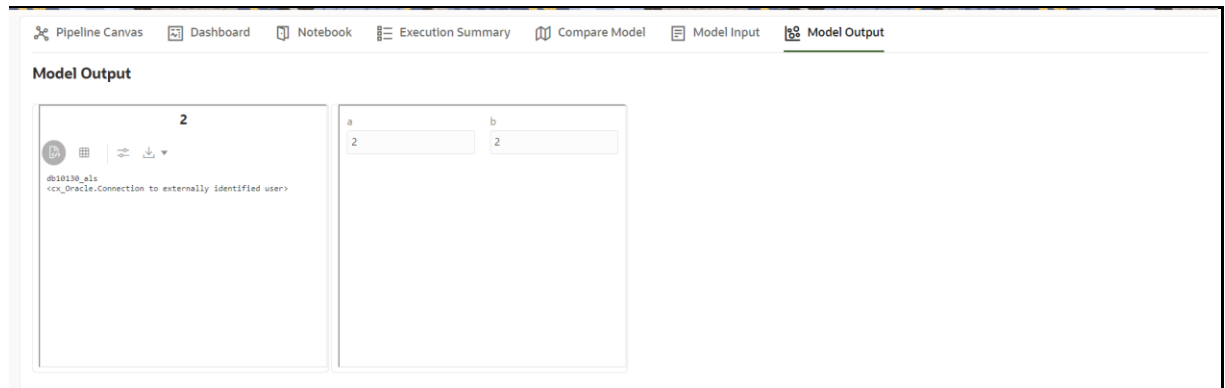 Pipeline Canvas Dashboard Notebook Execution Summary Compare Model Model Input Model Output
Model Output
2
db10130_als
<cx_Oracle.Connection to externally identified user>
a b
2 2